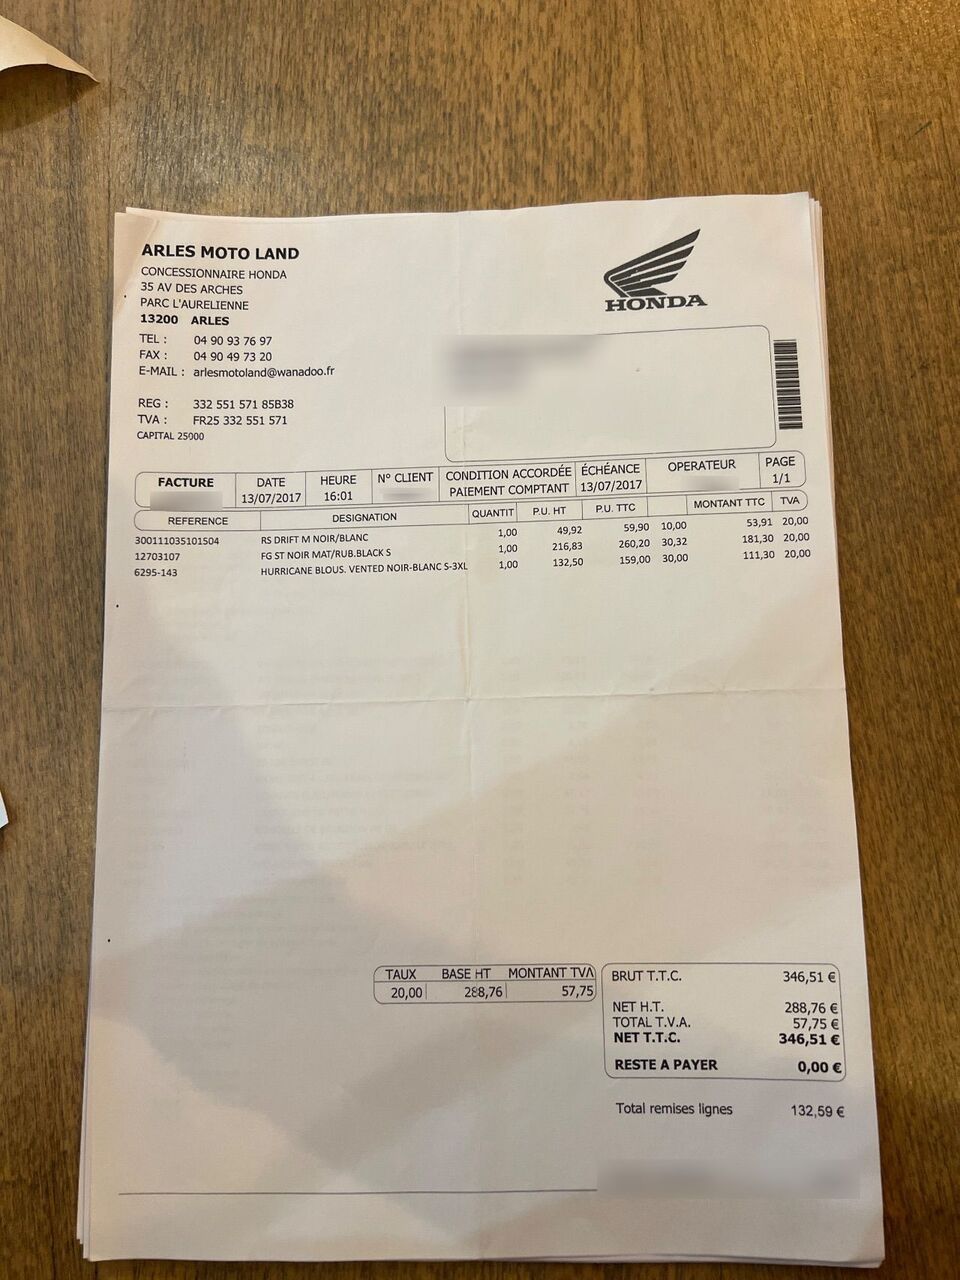 ARLES MOTO LAND
CONCESSIONNAIRE HONDA
35 AV DES ARCHES
PARC L'AURELIENNE
13200 ARLES
TEL : 04 90 93 76 97
FAX : 04 90 49 73 20
E-MAIL : arlesmotoland@wanadoo.fr
REG : 332 551 571 85B38
TVA : FR25 332 551 571
CAPITAL 25000
HONDA
FACTURE DATE HEURE N° CLIENT CONDITION ACCORDÉE ÉCHÉANCE OPERATEUR PAGE
13/07/2017 16:01 PAIEMENT COMPTANT 13/07/2017 1/1
REFERENCE DESIGNATION QUANTIT P.U. HT P.U. TTC MONTANT TTC TVA
300111035101504 RS DRIFT M NOIR/BLANC 1,00 49,92 59,90 10,00 53,91 20,00
12703107 FG ST NOIR MAT/RUB.BLACK S 1,00 216,83 260,20 30,32 181,30 20,00
6295-143 HURRICANE BLOUS. VENTED NOIR-BLANC S-3XL 1,00 132,50 159,00 30,00 111,30 20,00
TAUX BASE HT MONTANT TVA
20,00 288,76 57,75
BRUT T.T.C. 346,51 €
NET H.T. 288,76 €
TOTAL T.V.A. 57,75 €
NET T.T.C. 346,51 €
RESTE A PAYER 0,00 €
Total remises lignes 132,59 €